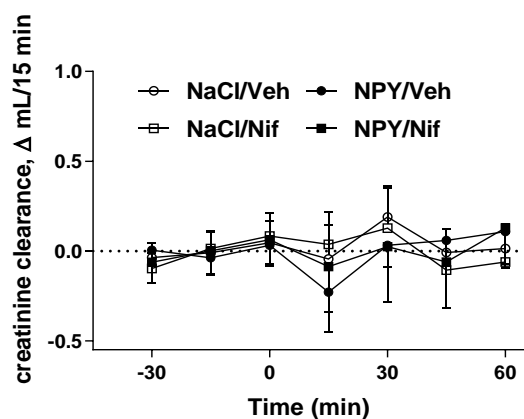 creatinine clearance, Δ mL/15 min
1.0
0.5
0.0
-0.5
NaCl/Veh
NPY/Veh
NaCl/Nif
NPY/Nif
-30
0
30
60
Time (min)